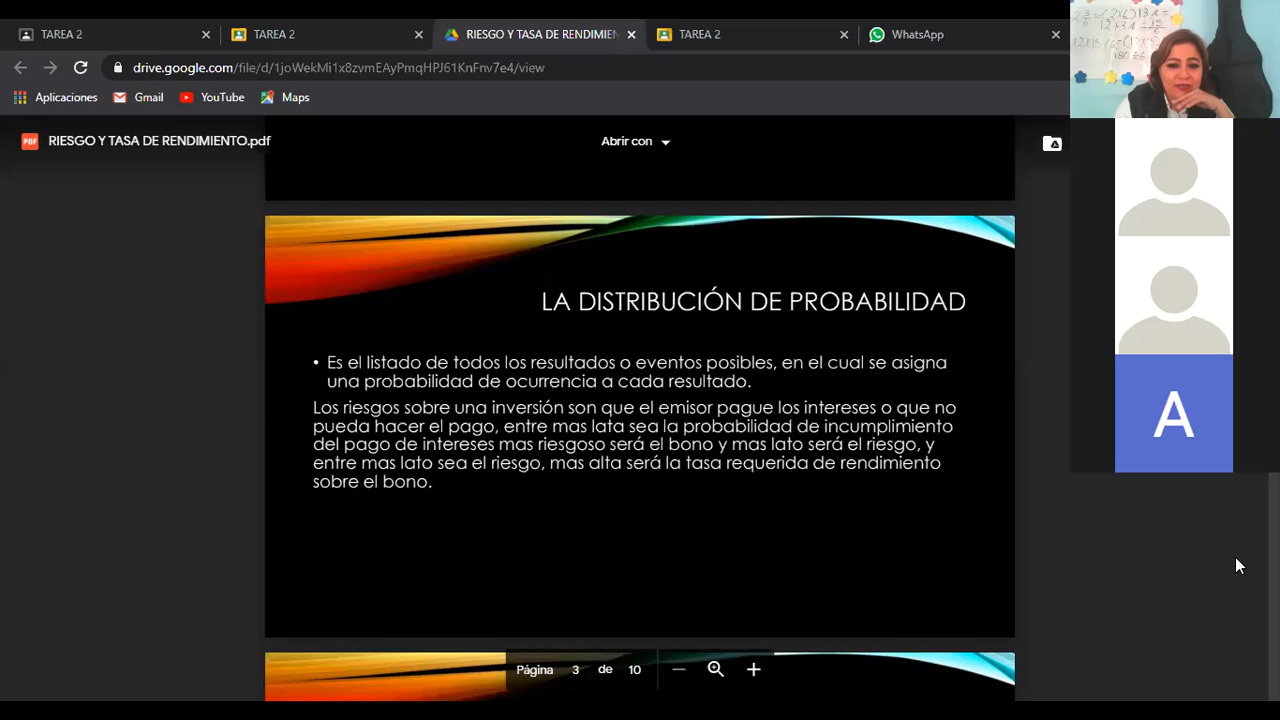 TAREA 2
TAREA 2
RIESGO Y TASA DE RENDIMIEN
TAREA 2
WhatsApp
drive.google.com/file/d/1joWekMi1x8zvmEAyPmqHPJ61KnFnv7e4/view
Aplicaciones
Gmail
YouTube
Maps
PDF
RIESGO Y TASA DE RENDIMIENTO.pdf
Abrir con
LA DISTRIBUCIÓN DE PROBABILIDAD
• Es el listado de todos los resultados o eventos posibles, en el cual se asigna
una probabilidad de ocurrencia a cada resultado.
Los riesgos sobre una inversión son que el emisor pague los intereses o que no
pueda hacer el pago, entre mas lata sea la probabilidad de incumplimiento
del pago de intereses mas riesgoso será el bono y mas lato será el riesgo, y
entre mas lato sea el riesgo, mas alta será la tasa requerida de rendimiento
sobre el bono.
Página 3 de 10
A